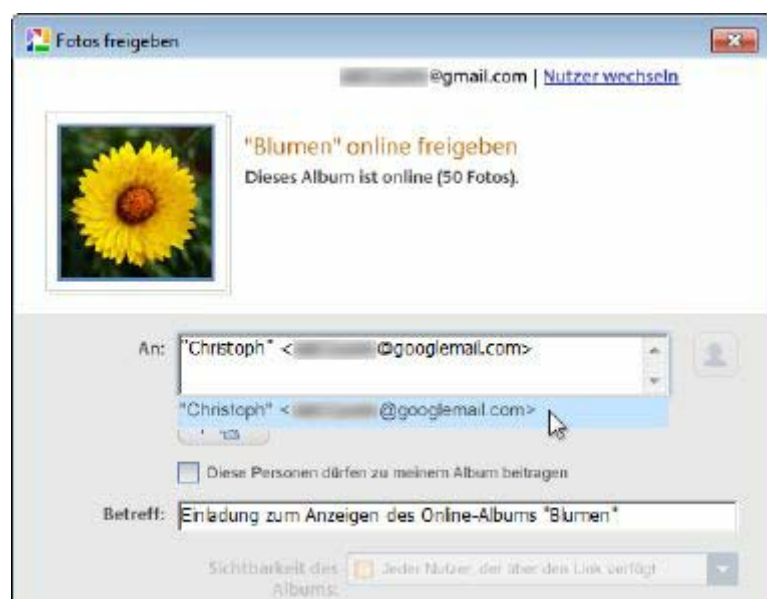 Fotos freigeben
@gmail.com | Nutzer wechseln
"Blumen" online freigeben
Dieses Album ist online (50 Fotos).
An: "Christoph" < @googlemail.com>
"Christoph" < @googlemail.com>
Diese Personen dürfen zu meinem Album beitragen
Betreff: Einladung zum Anzeigen des Online-Albums "Blumen"
Sichtbarkeit des Albums: Jeder Nutzer, der über den Link verfügt